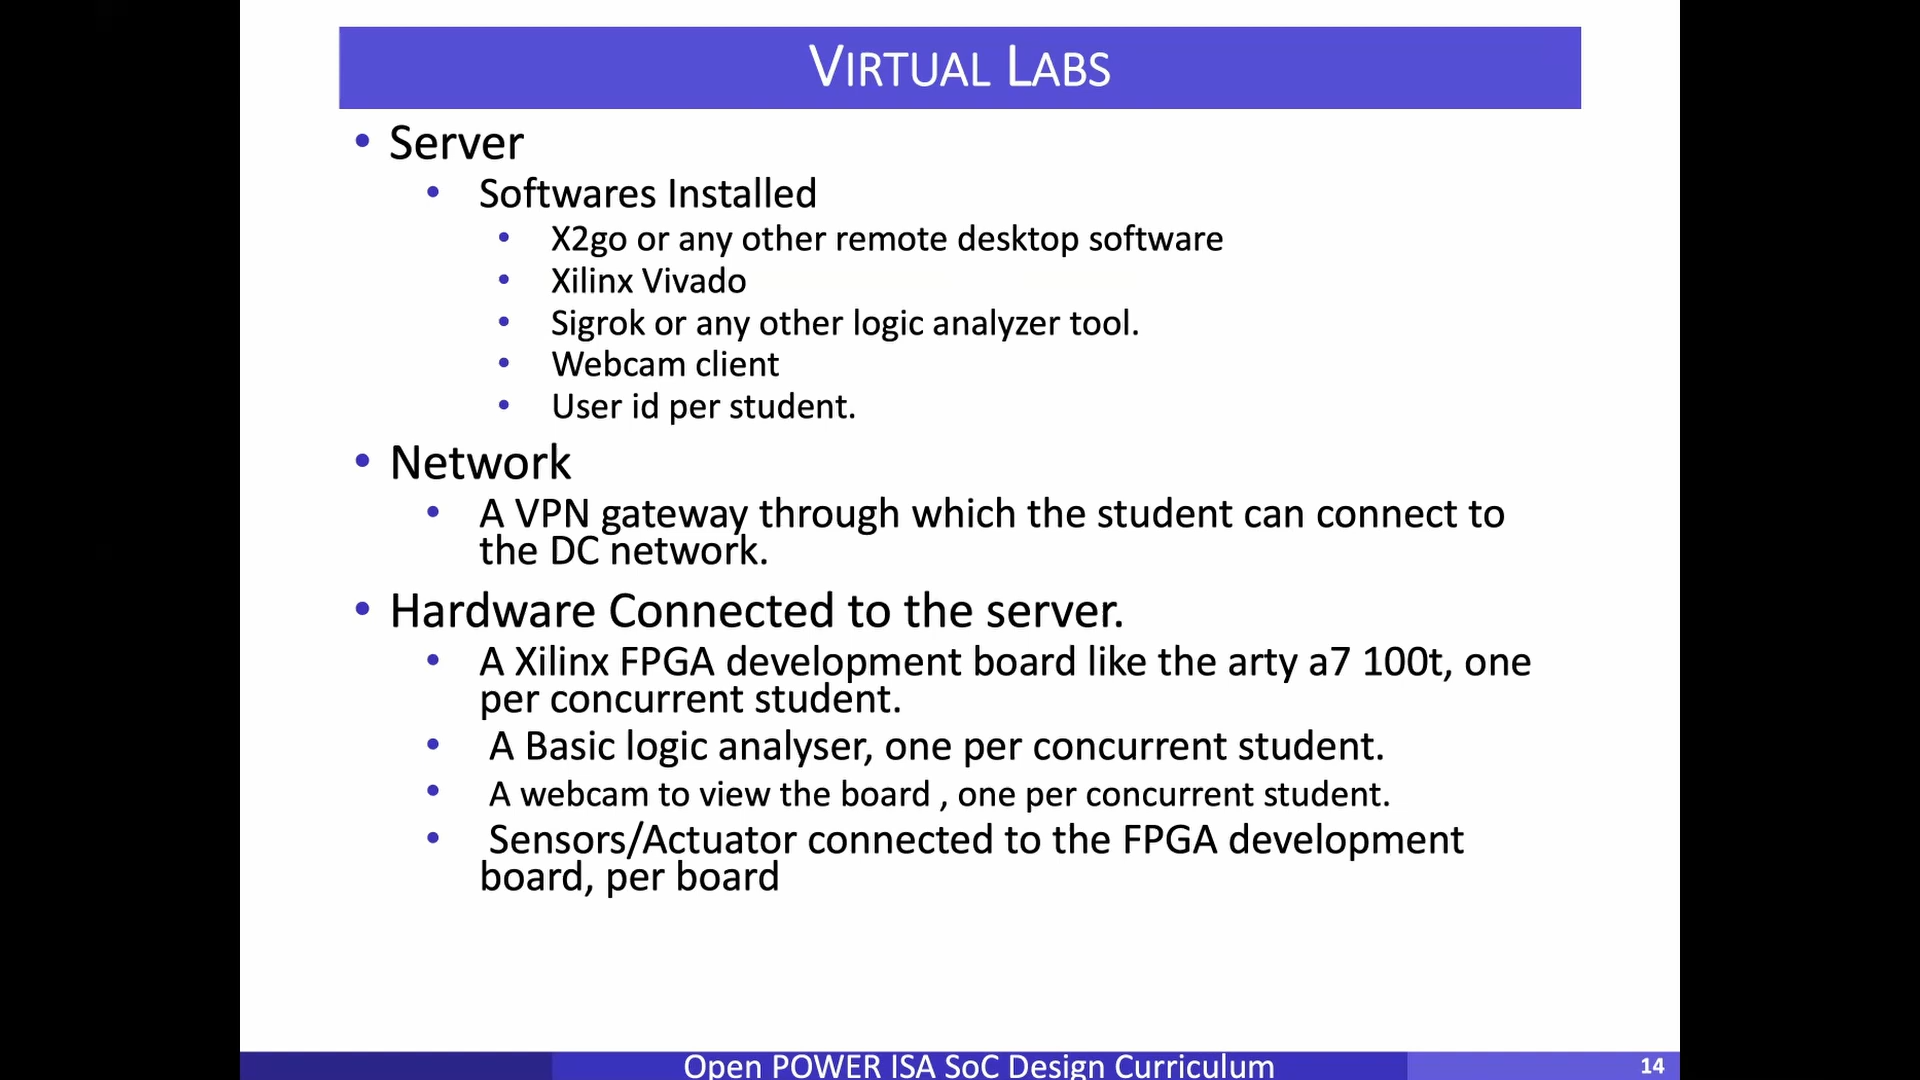 VIRTUAL LABS
• Server
• Softwares Installed
• X2go or any other remote desktop software
• Xilinx Vivado
• Sigrok or any other logic analyzer tool.
• Webcam client
• User id per student.
• Network
• A VPN gateway through which the student can connect to
the DC network.
• Hardware Connected to the server.
• A Xilinx FPGA development board like the arty a7 100t, one
per concurrent student.
• A Basic logic analyser, one per concurrent student.
• A webcam to view the board , one per concurrent student.
• Sensors/Actuator connected to the FPGA development
board, per board
Open POWER ISA SoC Design Curriculum
14